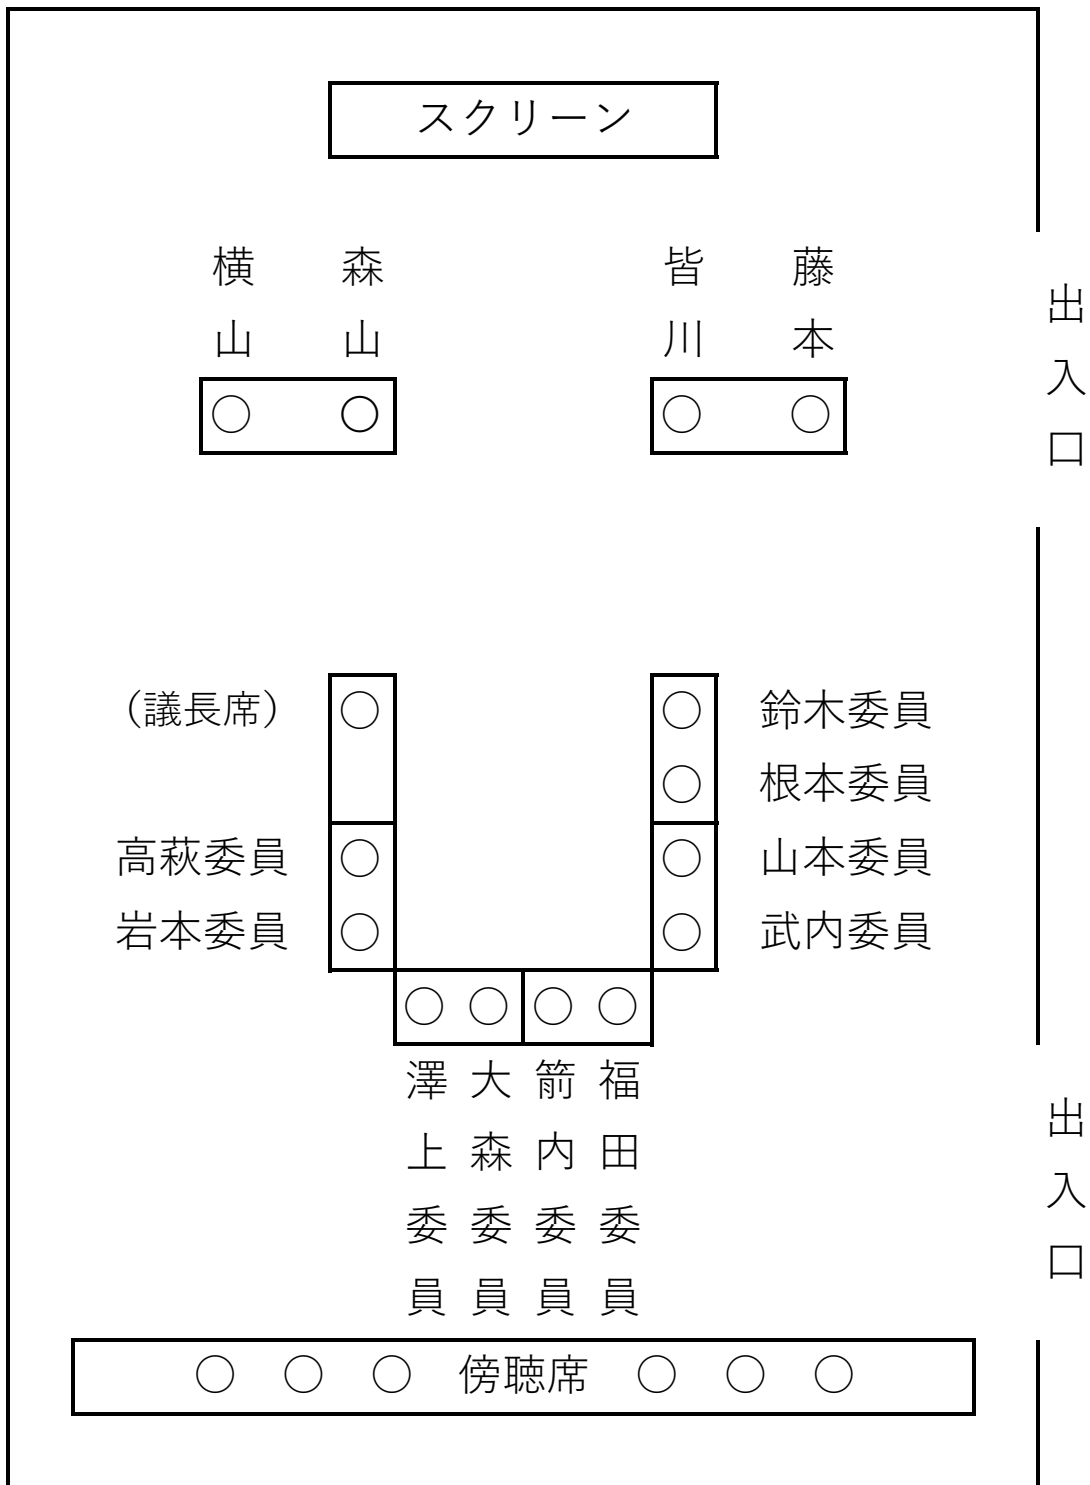 スクリーン
横山
森山
皆川
藤本
出入口
○ ○
○ ○
(議長席) ○
○ 鈴木委員
○ 根本委員
高萩委員 ○
○ 山本委員
岩本委員 ○
○ 武内委員
○ ○ ○ ○
澤上委員
大森委員
箭内委員
福田委員
出入口
○ ○ ○ 傍聴席 ○ ○ ○